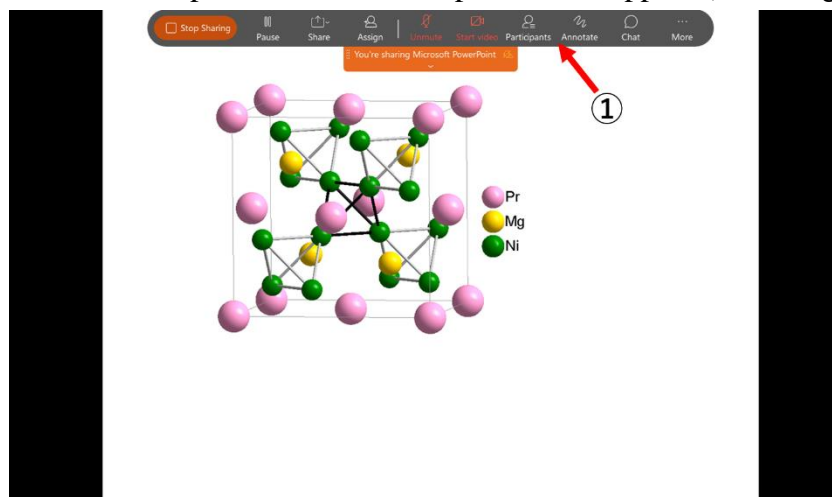 Stop Sharing Pause Share Assign Unmute Start video Participants Annotate Chat More
You're sharing Microsoft PowerPoint
①
Pr
Mg
Ni